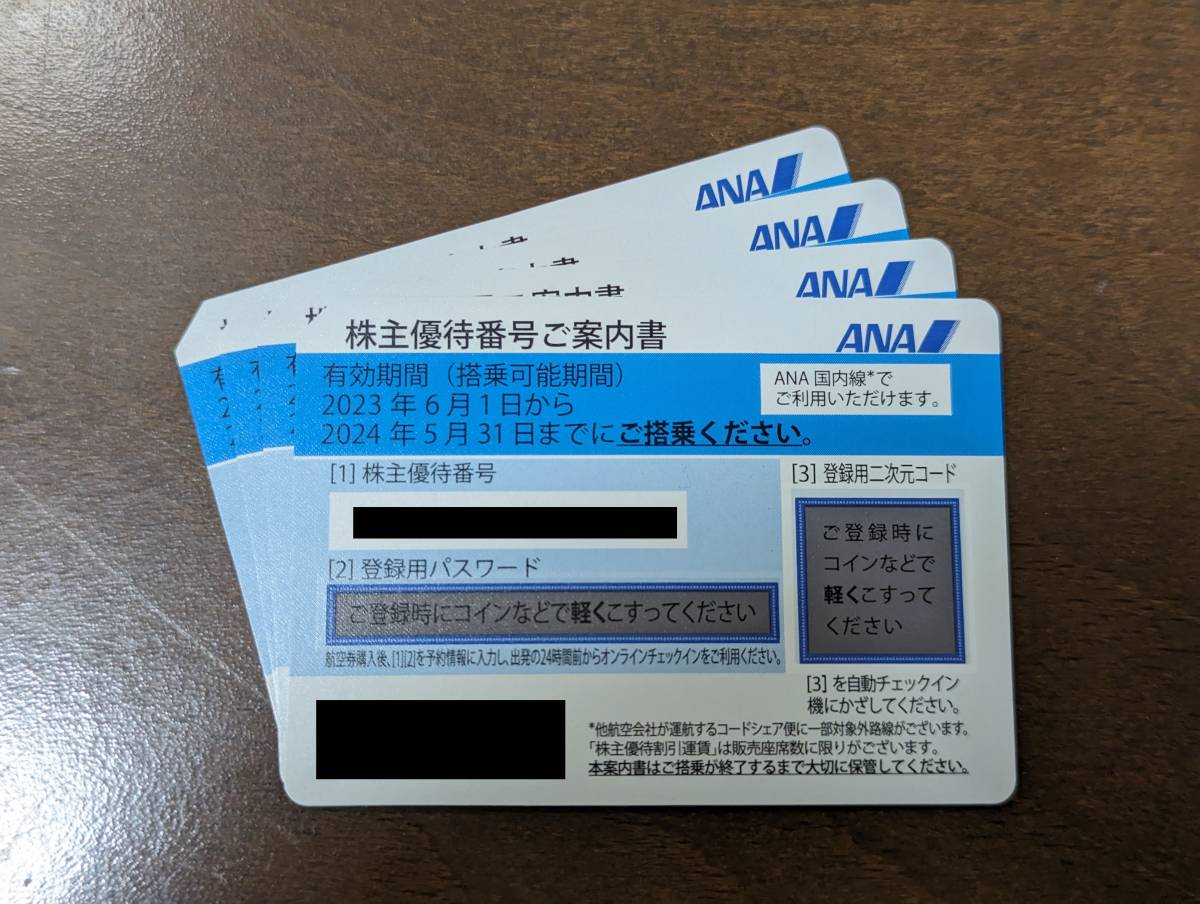 ANA
ANA
ANA
ANA
株主優待番号ご案内書
有効期間（搭乗可能期間）
2023 年 6 月 1 日から
2024 年 5 月 31 日までにご搭乗ください。
ANA 国内線*で
ご利用いただけます。
[1] 株主優待番号
[2] 登録用パスワード
ご登録時にコインなどで軽くこすってください
航空券購入後、[1][2]を予約情報に入力し、出発の24時間前からオンラインチェックインをご利用ください。
[3] 登録用二次元コード
ご登録時に
コインなどで
軽くこすって
ください
[3] を自動チェックイン
機にかざしてください。
*他航空会社が運航するコードシェア便に一部対象外路線がございます。
「株主優待割引運賃」は販売座席数に限りがございます。
本案内書はご搭乗が終了するまで大切に保管してください。